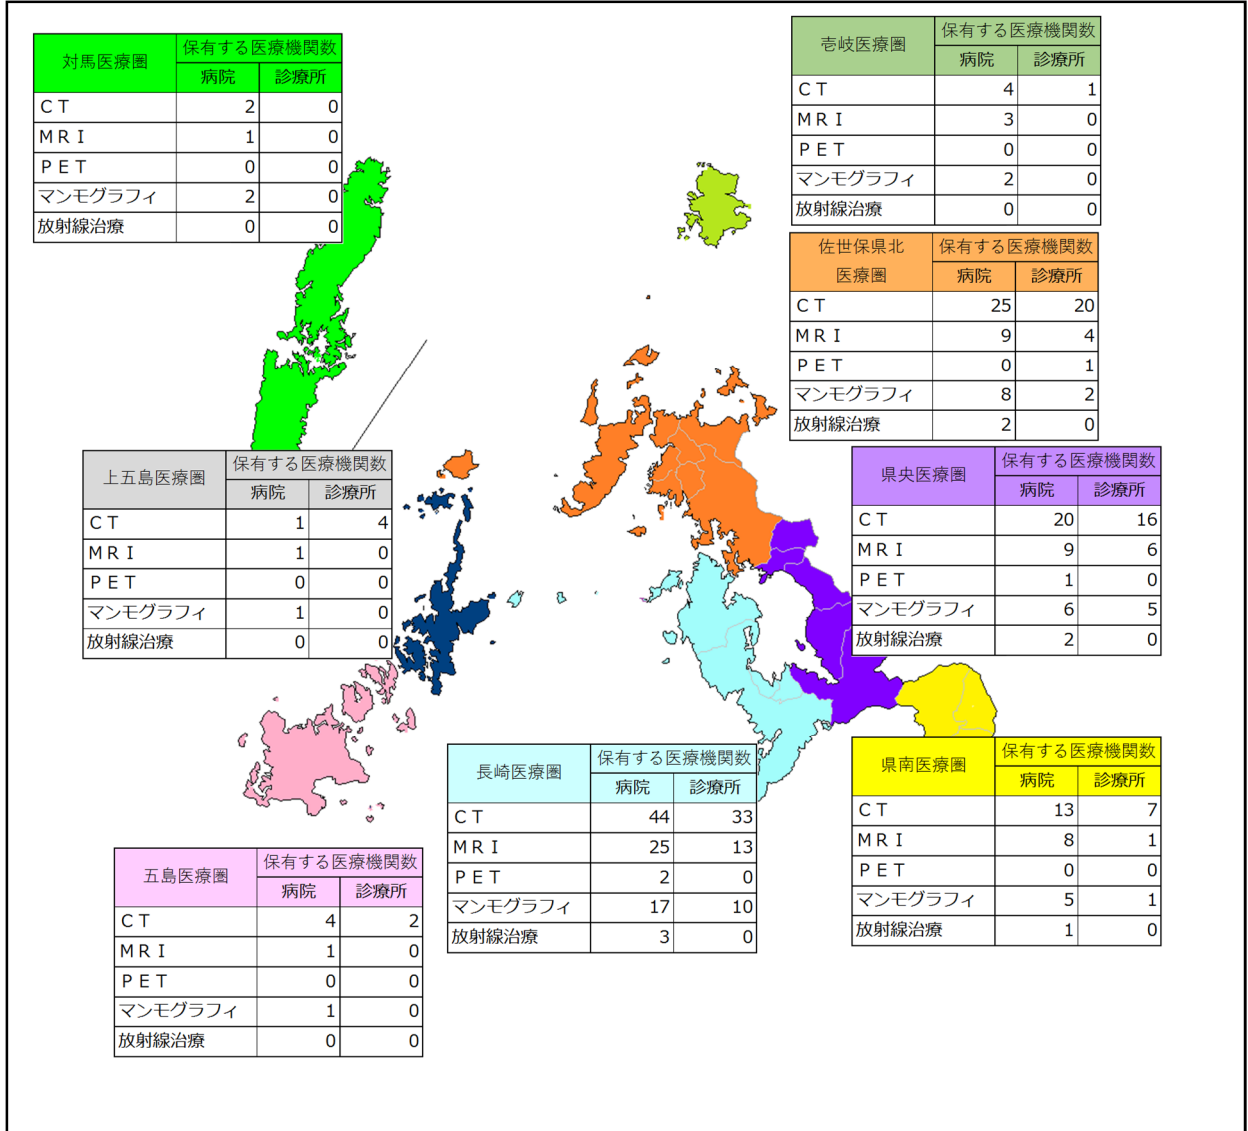 対馬医療圏 保有する医療機関数
病院 診療所
ＣＴ 2 0
ＭＲＩ 1 0
ＰＥＴ 0 0
マンモグラフィ 2 0
放射線治療 0 0
壱岐医療圏 保有する医療機関数
病院 診療所
ＣＴ 4 1
ＭＲＩ 3 0
ＰＥＴ 0 0
マンモグラフィ 2 0
放射線治療 0 0
佐世保県北 保有する医療機関数
医療圏 病院 診療所
ＣＴ 25 20
ＭＲＩ 9 4
ＰＥＴ 0 1
マンモグラフィ 8 2
放射線治療 2 0
上五島医療圏 保有する医療機関数
病院 診療所
ＣＴ 1 4
ＭＲＩ 1 0
ＰＥＴ 0 0
マンモグラフィ 1 0
放射線治療 0 0
県央医療圏 保有する医療機関数
病院 診療所
ＣＴ 20 16
ＭＲＩ 9 6
ＰＥＴ 1 0
マンモグラフィ 6 5
放射線治療 2 0
長崎医療圏 保有する医療機関数
病院 診療所
ＣＴ 44 33
ＭＲＩ 25 13
ＰＥＴ 2 0
マンモグラフィ 17 10
放射線治療 3 0
県南医療圏 保有する医療機関数
病院 診療所
ＣＴ 13 7
ＭＲＩ 8 1
ＰＥＴ 0 0
マンモグラフィ 5 1
放射線治療 1 0
五島医療圏 保有する医療機関数
病院 診療所
ＣＴ 4 2
ＭＲＩ 1 0
ＰＥＴ 0 0
マンモグラフィ 1 0
放射線治療 0 0